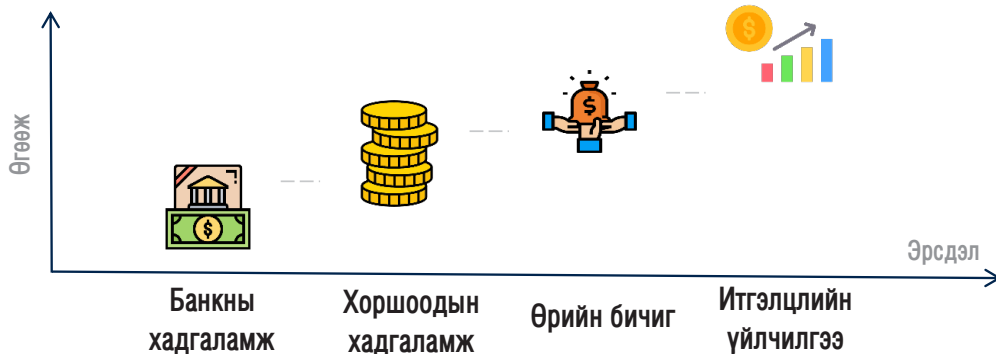 Өгөөж
Эрсдэл
Банкны
хадгаламж
Хоршоодын
хадгаламж
Өрийн бичиг
Итгэлцлийн
үйлчилгээ